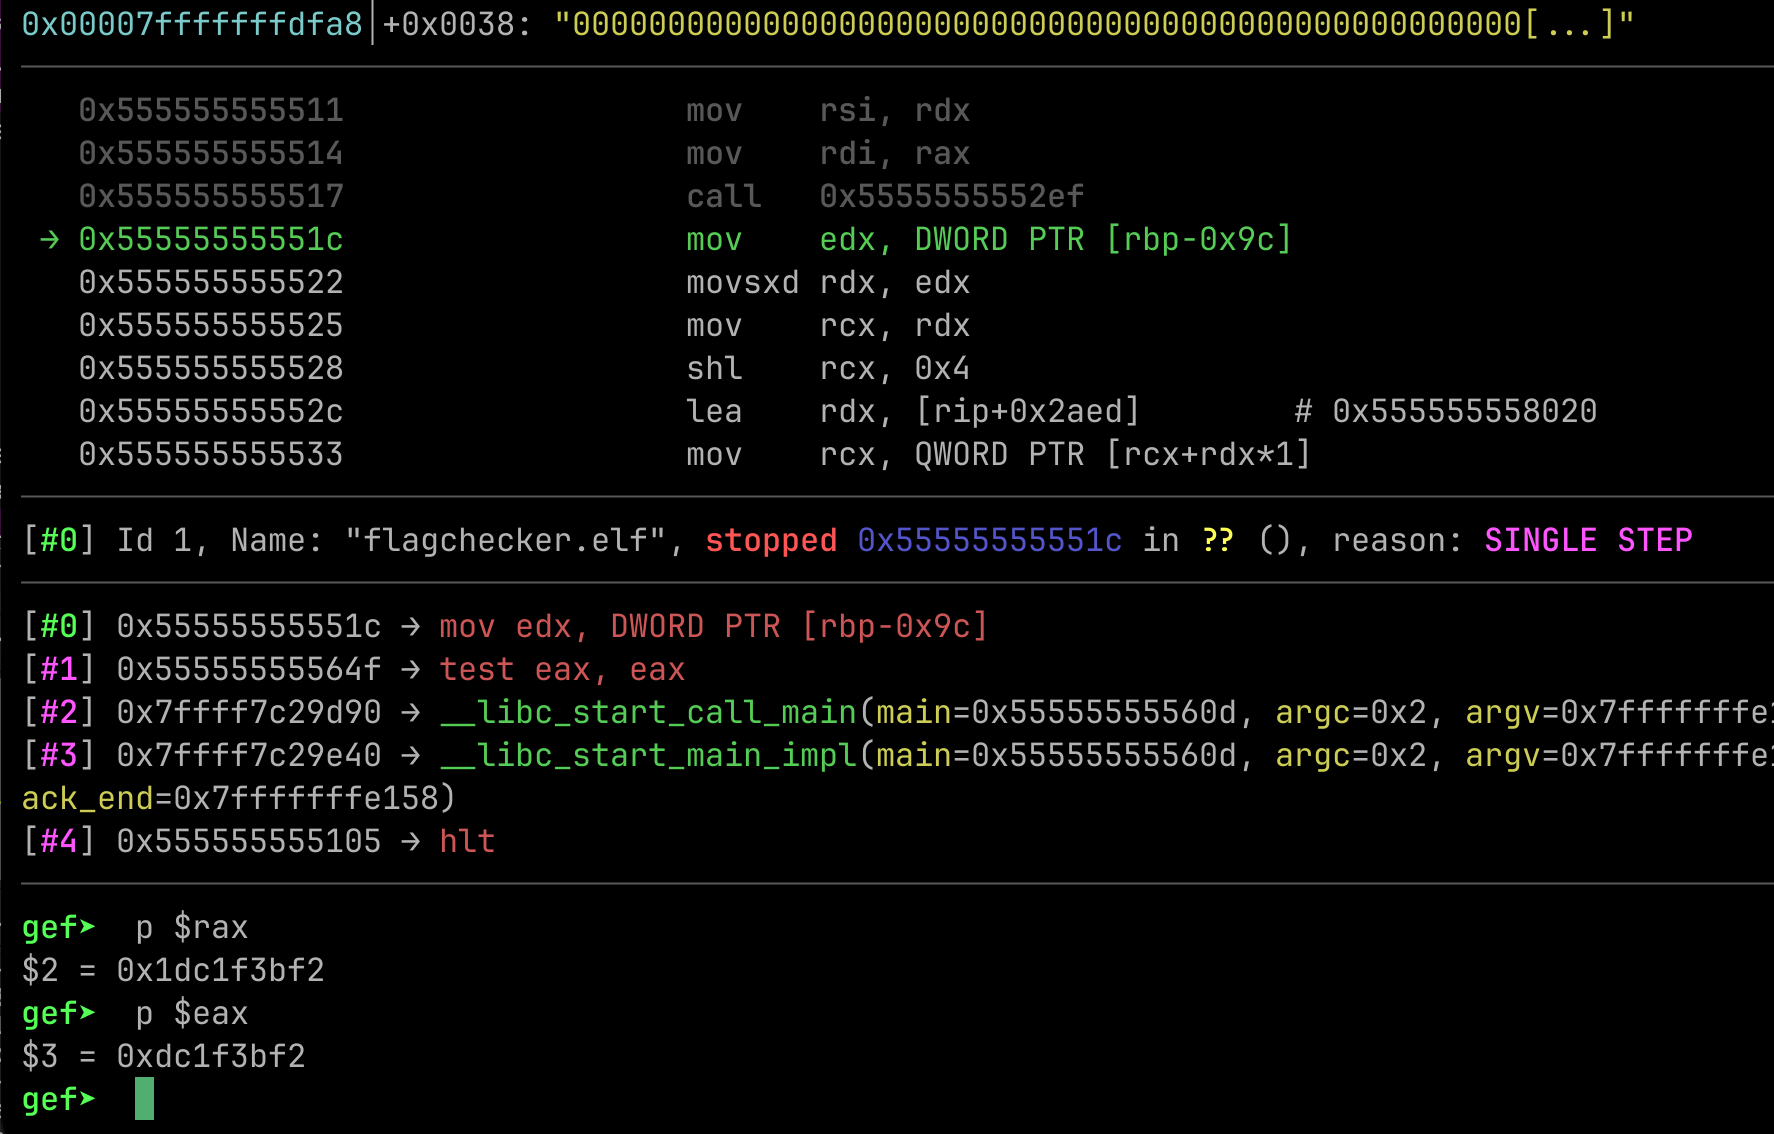 0x00007fffffffdfa8│+0x0038: "00000000000000000000000000000000000000000000000000[...]"
0x555555555511 mov rsi, rdx
0x555555555514 mov rdi, rax
0x555555555517 call 0x5555555552ef
→ 0x55555555551c mov edx, DWORD PTR [rbp-0x9c]
0x555555555522 movsxd rdx, edx
0x555555555525 mov rcx, rdx
0x555555555528 shl rcx, 0x4
0x55555555552c lea rdx, [rip+0x2aed] # 0x555555558020
0x555555555533 mov rcx, QWORD PTR [rcx+rdx*1]
[#0] Id 1, Name: "flagchecker.elf", stopped 0x55555555551c in ?? (), reason: SINGLE STEP
[#0] 0x55555555551c → mov edx, DWORD PTR [rbp-0x9c]
[#1] 0x55555555564f → test eax, eax
[#2] 0x7ffff7c29d90 → __libc_start_call_main(main=0x55555555560d, argc=0x2, argv=0x7fffffffe1
[#3] 0x7ffff7c29e40 → __libc_start_main_impl(main=0x55555555560d, argc=0x2, argv=0x7fffffffe1
ack_end=0x7fffffffe158)
[#4] 0x555555555105 → hlt
gef➤ p $rax
$2 = 0x1dc1f3bf2
gef➤ p $eax
$3 = 0xdc1f3bf2
gef➤